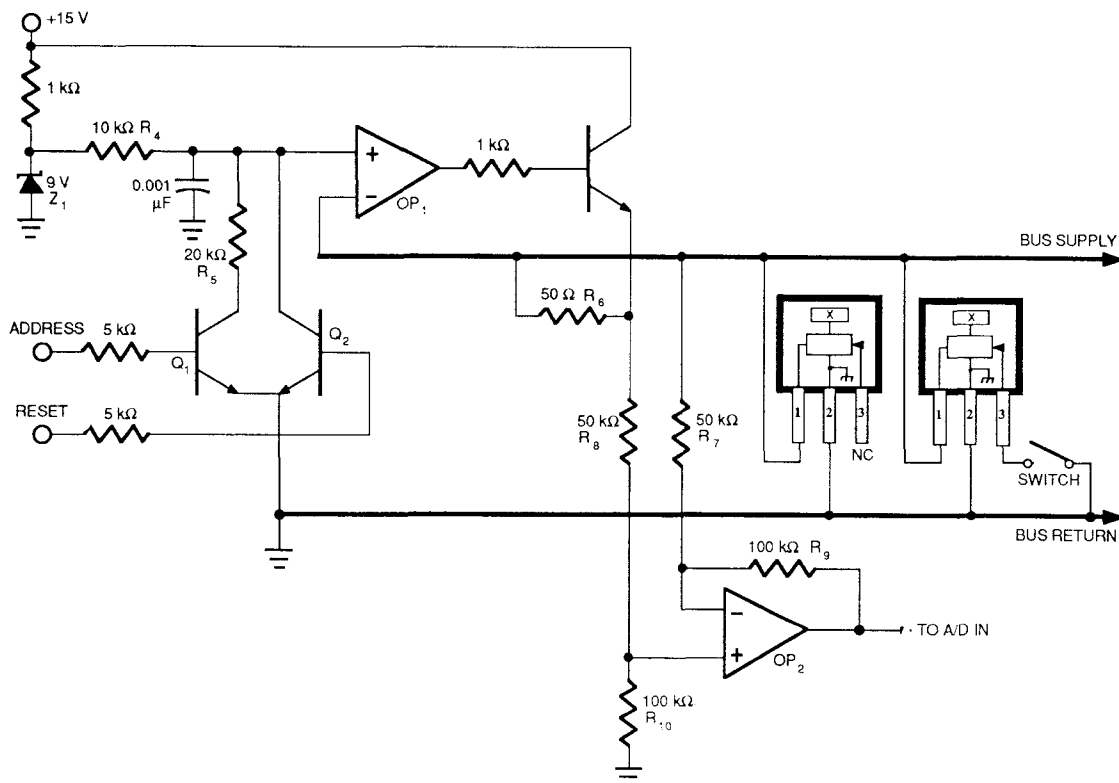 +15 V
1 kΩ
10 kΩ R4
9 V
Z1
0.001
µF
+
−
OP1
1 kΩ
20 kΩ
R5
BUS SUPPLY
50 Ω R6
X
X
ADDRESS
5 kΩ
Q1
Q2
RESET
5 kΩ
50 kΩ
R8
50 kΩ
R7
1 2 3
NC
1 2 3
SWITCH
BUS RETURN
100 kΩ R9
−
+
OP2
TO A/D IN
100 kΩ
R10